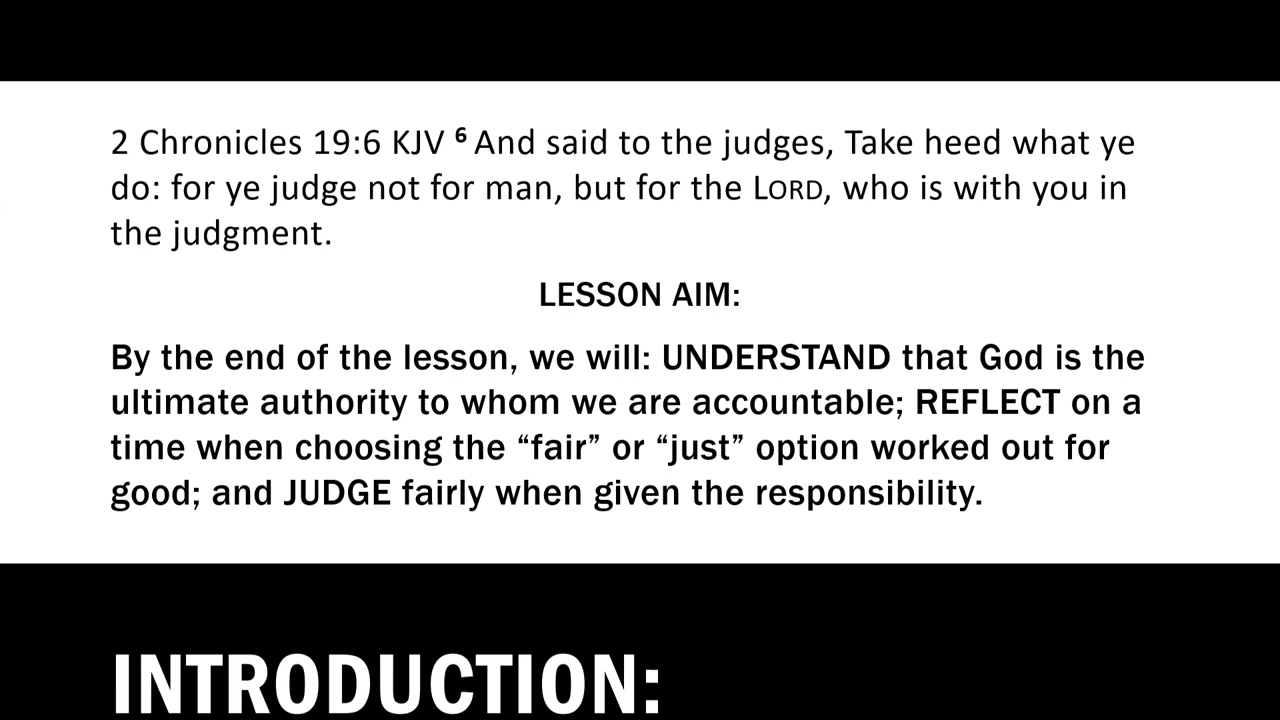 2 Chronicles 19:6 KJV ⁶ And said to the judges, Take heed what ye
do: for ye judge not for man, but for the LORD, who is with you in
the judgment.
LESSON AIM:
By the end of the lesson, we will: UNDERSTAND that God is the
ultimate authority to whom we are accountable; REFLECT on a
time when choosing the “fair” or “just” option worked out for
good; and JUDGE fairly when given the responsibility.
INTRODUCTION: